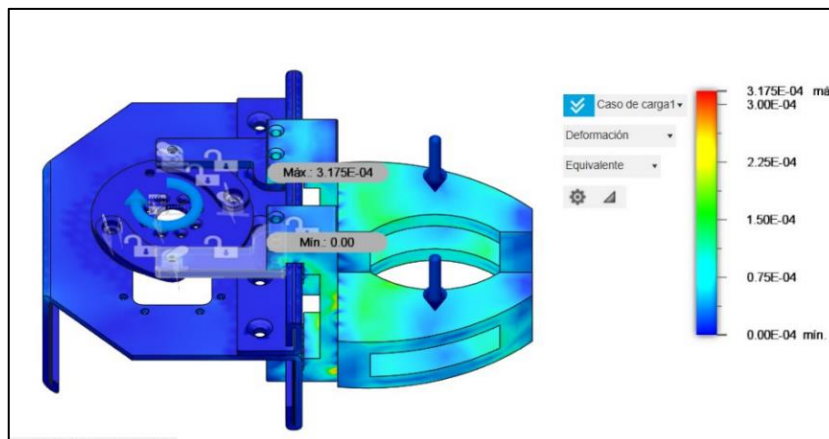 3.175E-04 má
Caso de carga1
3.00E-04
Deformación
Máx.: 3.175E-04
2.25E-04
Equivalente
1.50E-04
Mín.: 0.00
0.75E-04
0.00E-04 mín.